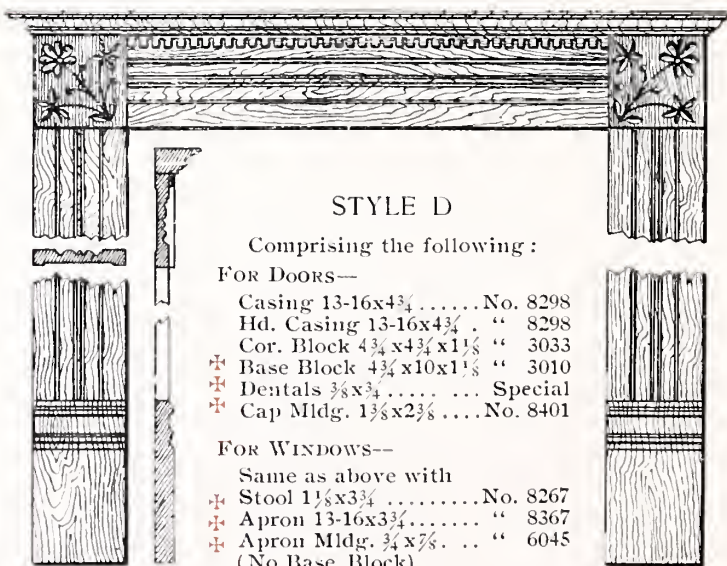 STYLE D
Comprising the following:
FOR DOORS—
Casing 13-16x4¾......No. 8298
Hd. Casing 13-16x4¾ . “ 8298
Cor. Block 4¾x4¾x1⅛ “ 3033
✠ Base Block 4¾x10x1⅛ “ 3010
✠ Dentals ⅜x¾..... ... Special
✠ Cap Mldg. 1⅜x2⅜....No. 8401
FOR WINDOWS--
Same as above with
✠ Stool 1⅛x3¾.........No. 8267
✠ Apron 13-16x3¾....... “ 8367
✠ Apron Mldg. ¾x⅞. .. “ 6045
(No Base Block)